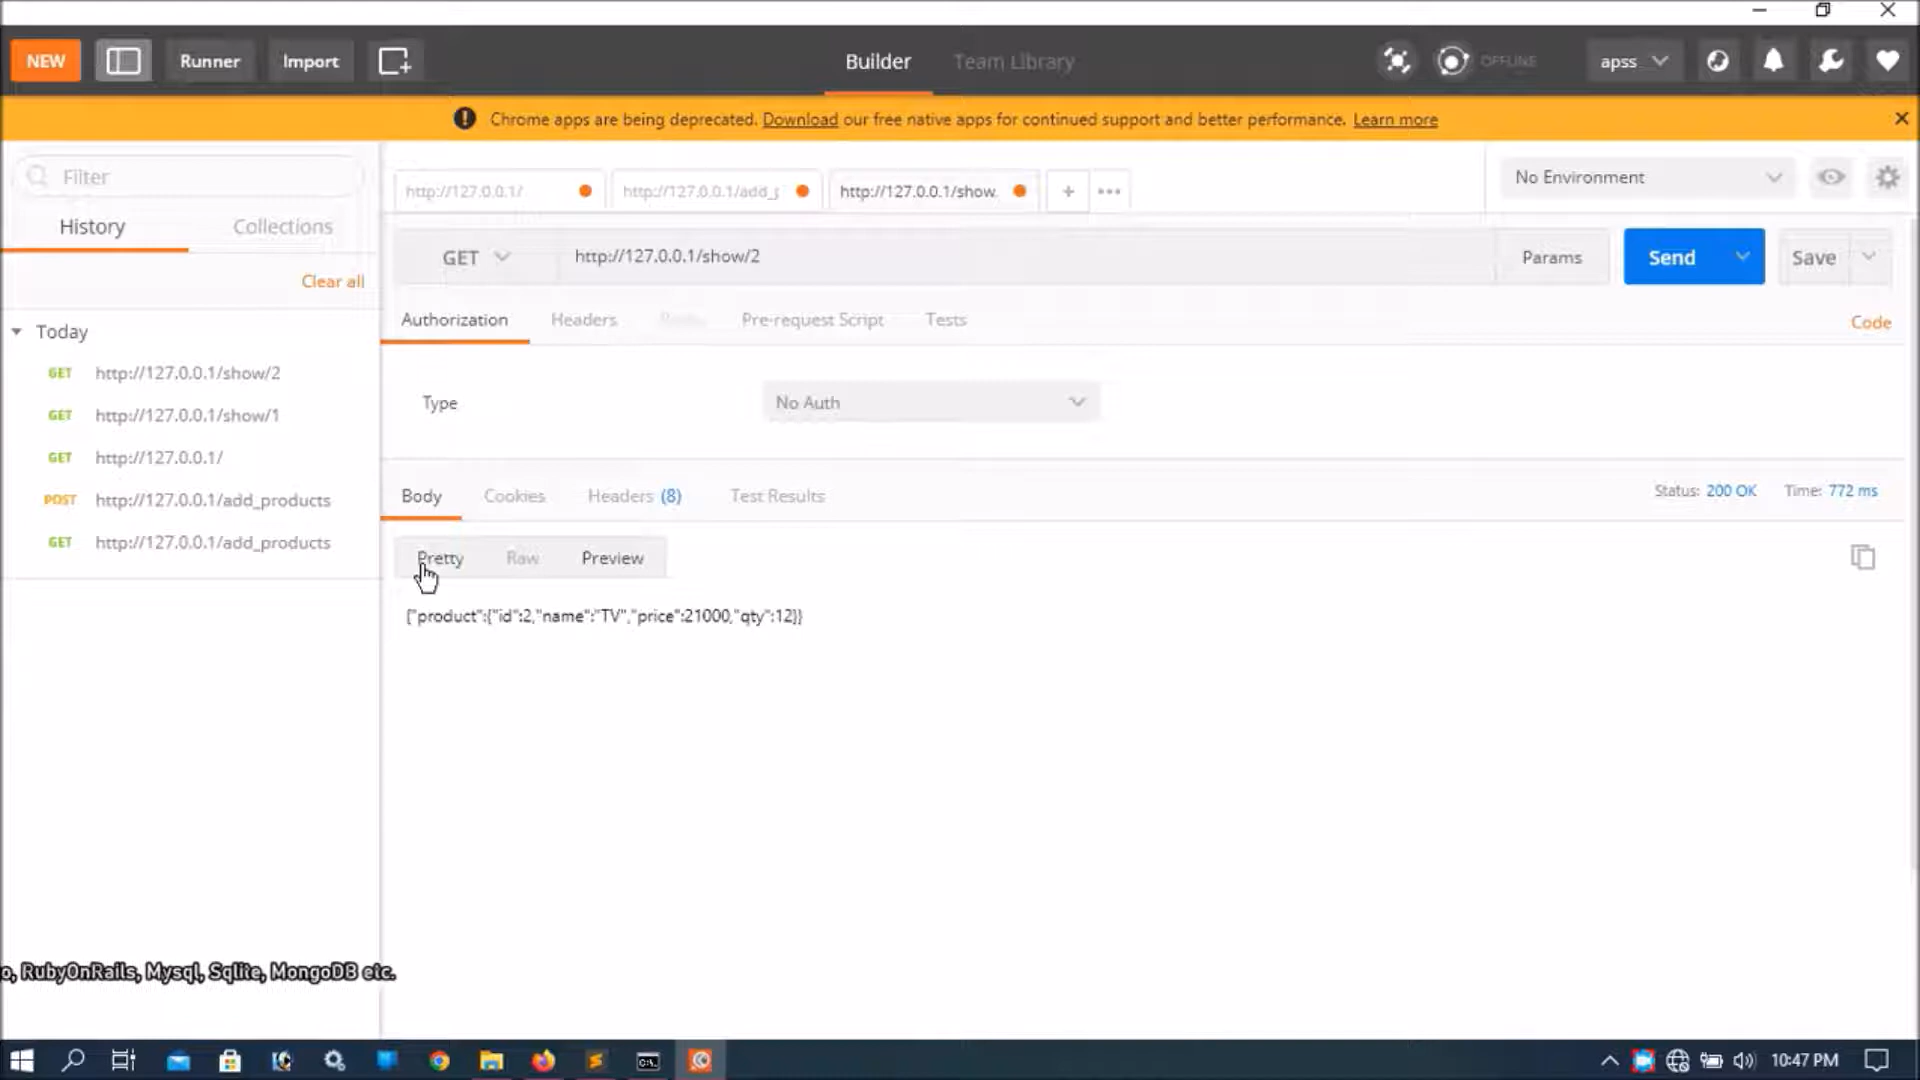 NEW Runner Import Builder Team Library OFFLINE apss
Chrome apps are being deprecated. Download our free native apps for continued support and better performance. Learn more
Filter
History Collections
Clear all
Today
GET http://127.0.0.1/show/2
GET http://127.0.0.1/show/1
GET http://127.0.0.1/
POST http://127.0.0.1/add_products
GET http://127.0.0.1/add_products
http://127.0.0.1/ http://127.0.0.1/add_p http://127.0.0.1/show. + ••• No Environment
GET http://127.0.0.1/show/2 Params Send Save
Authorization Headers Body Pre-request Script Tests Code
Type No Auth
Body Cookies Headers (8) Test Results Status: 200 OK Time: 772 ms
Pretty Raw Preview
{"product":{"id":2,"name":"TV","price":21000,"qty":12}}
o, RubyOnRails, Mysql, Sqlite, MongoDB etc.
10:47 PM